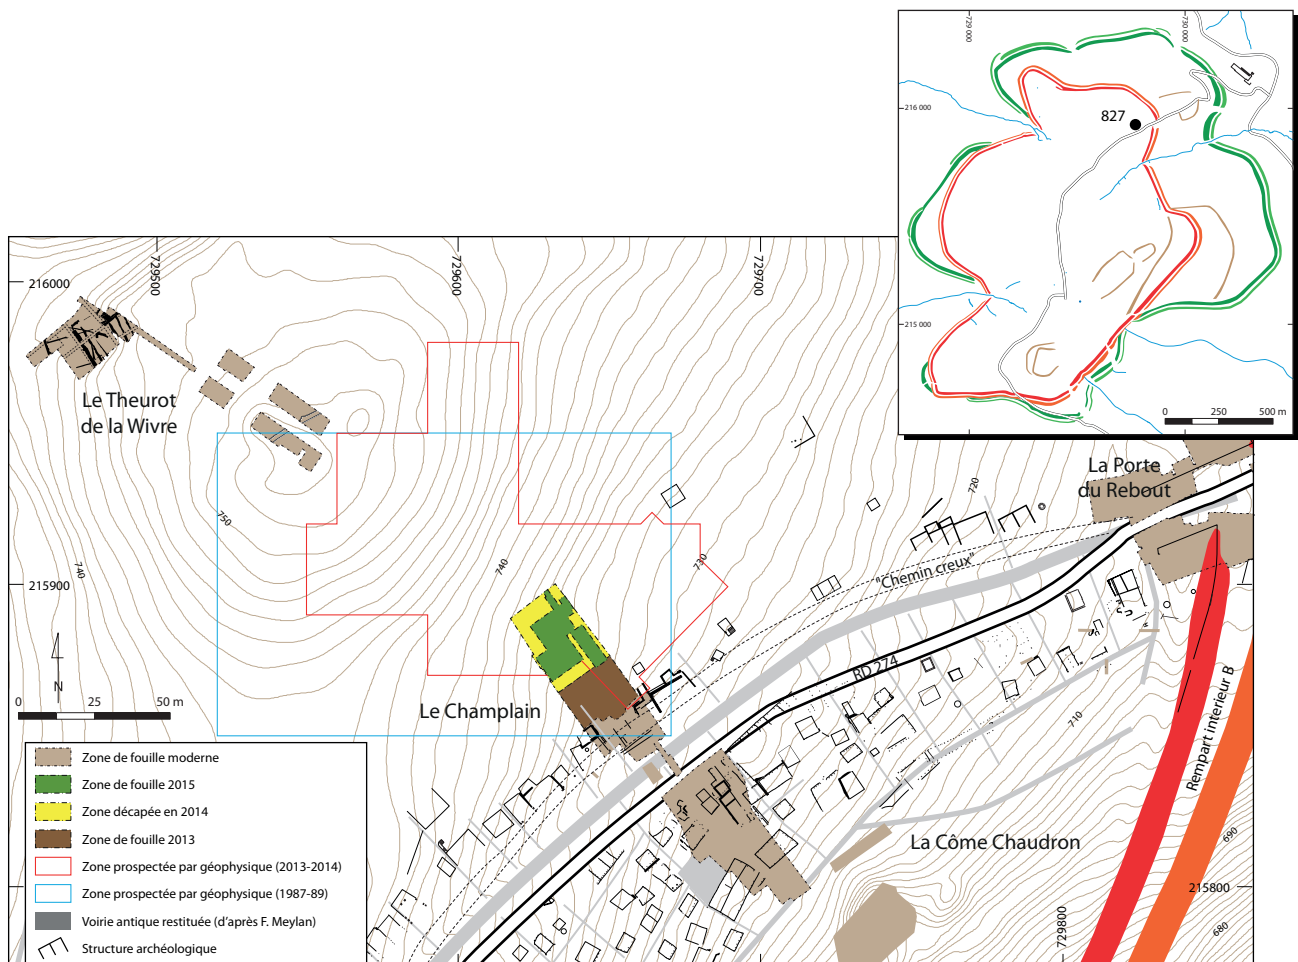 729 000
730 000
216 000
827
215 000
0 250 500 m
216000
729500
729600
729700
Le Theurot
de la Wivre
La Porte
du Rebout
720
750
740
740
730
215900
"Chemin creux"
RD 274
N
0 25 50 m
Le Champlain
710
Rempart interieur B
Zone de fouille moderne
Zone de fouille 2015
Zone décapée en 2014
Zone de fouille 2013
Zone prospectée par géophysique (2013-2014)
Zone prospectée par géophysique (1987-89)
Voirie antique restituée (d'après F. Meylan)
Structure archéologique
La Côme Chaudron
690
215800
729800
680